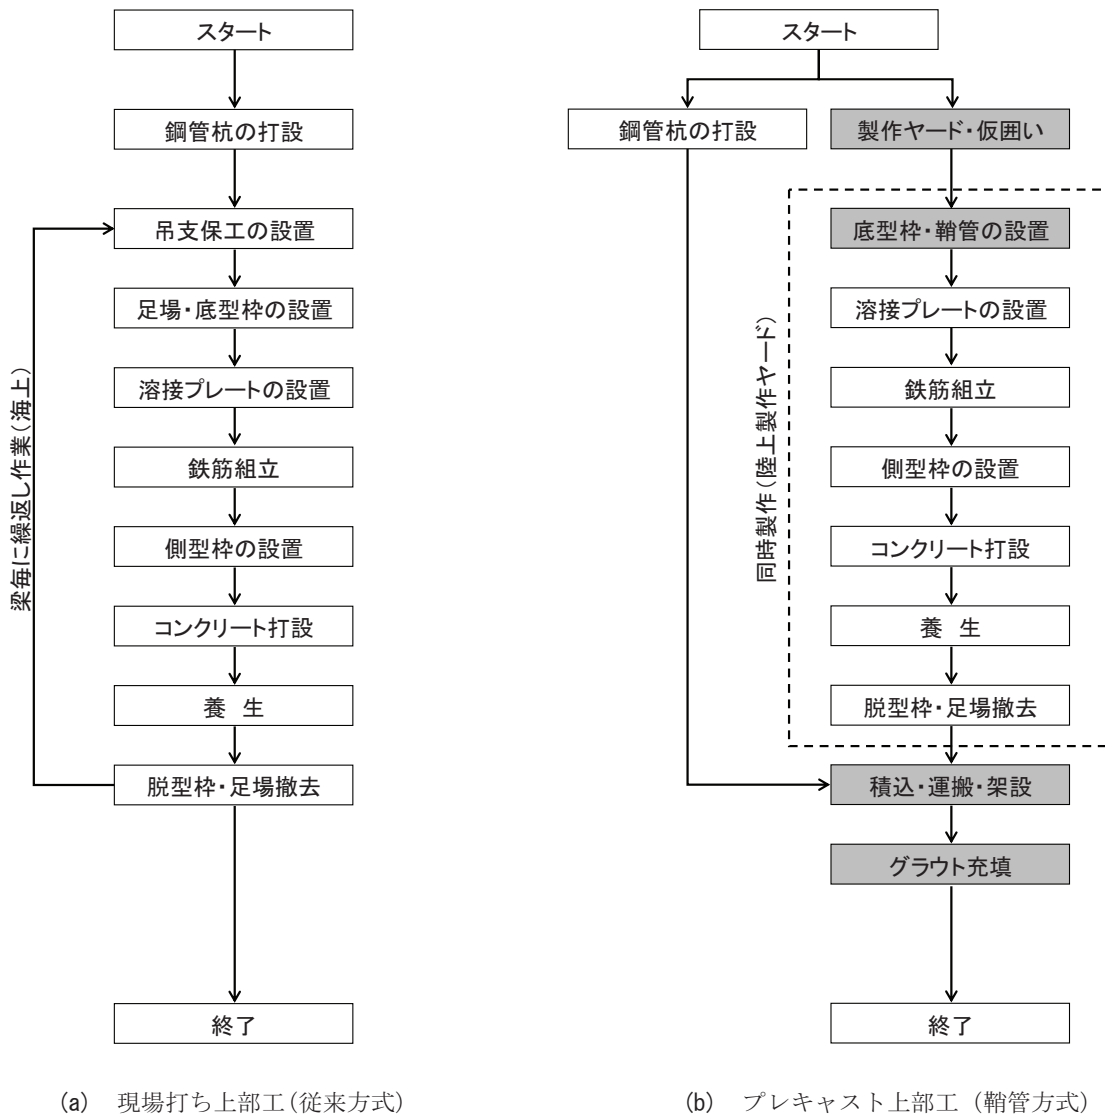 スタート
鋼管杭の打設
吊支保工の設置
足場・底型枠の設置
溶接プレートの設置
鉄筋組立
側型枠の設置
コンクリート打設
養　生
脱型枠・足場撤去
終了
梁毎に繰返し作業(海上)
(a)　現場打ち上部工(従来方式)
スタート
鋼管杭の打設
製作ヤード・仮囲い
底型枠・鞘管の設置
溶接プレートの設置
鉄筋組立
側型枠の設置
コンクリート打設
養　生
脱型枠・足場撤去
同時製作(陸上製作ヤード)
積込・運搬・架設
グラウト充填
終了
(b)　プレキャスト上部工（鞘管方式）